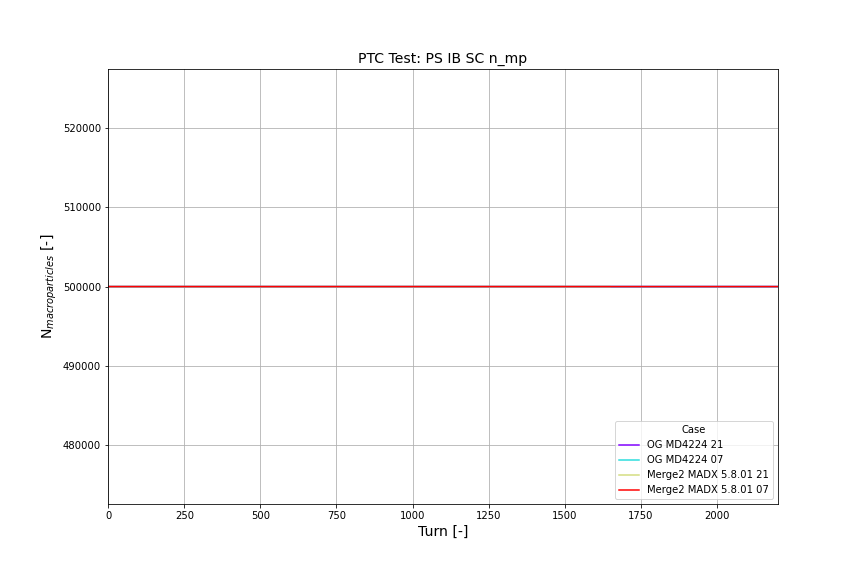 PTC Test: PS IB SC n_mp
520000
510000
500000
490000
480000
N_macroparticles [-]
Case
OG MD4224 21
OG MD4224 07
Merge2 MADX 5.8.01 21
Merge2 MADX 5.8.01 07
0 250 500 750 1000 1250 1500 1750 2000
Turn [-]